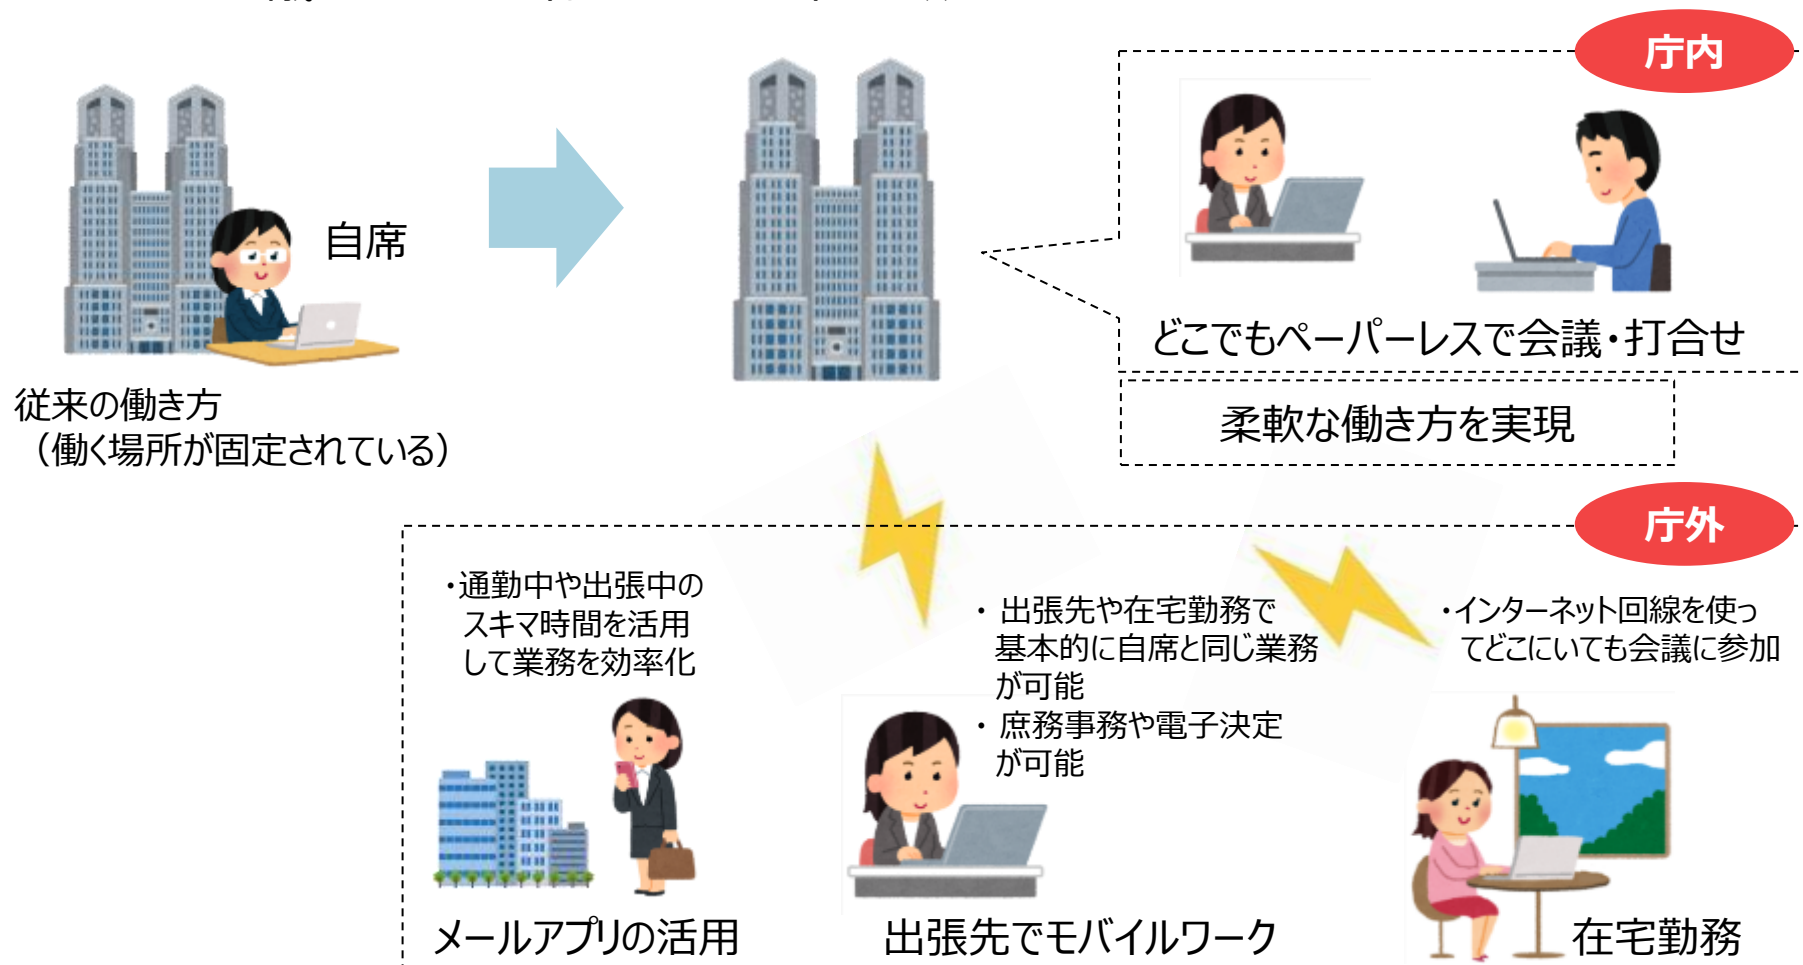 庁内
自席
どこでもペーパーレスで会議・打合せ
従来の働き方
（働く場所が固定されている）
柔軟な働き方を実現
庁外
・通勤中や出張中の
スキマ時間を活用
して業務を効率化
・ 出張先や在宅勤務で
基本的に自席と同じ業務
が可能
・ 庶務事務や電子決定
が可能
・インターネット回線を使っ
てどこにいても会議に参加
メールアプリの活用
出張先でモバイルワーク
在宅勤務